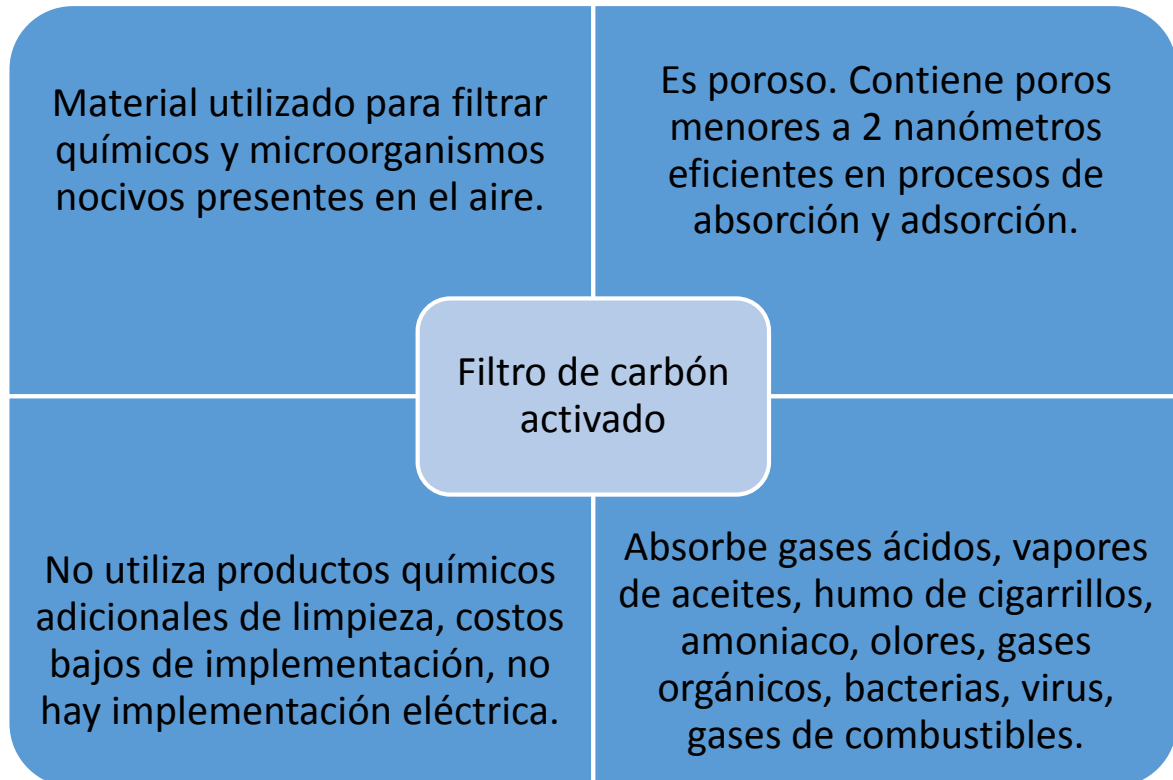 Material utilizado para filtrar
químicos y microorganismos
nocivos presentes en el aire.
Es poroso. Contiene poros
menores a 2 nanómetros
eficientes en procesos de
absorción y adsorción.
Filtro de carbón
activado
No utiliza productos químicos
adicionales de limpieza, costos
bajos de implementación, no
hay implementación eléctrica.
Absorbe gases ácidos, vapores
de aceites, humo de cigarrillos,
amoniaco, olores, gases
orgánicos, bacterias, virus,
gases de combustibles.